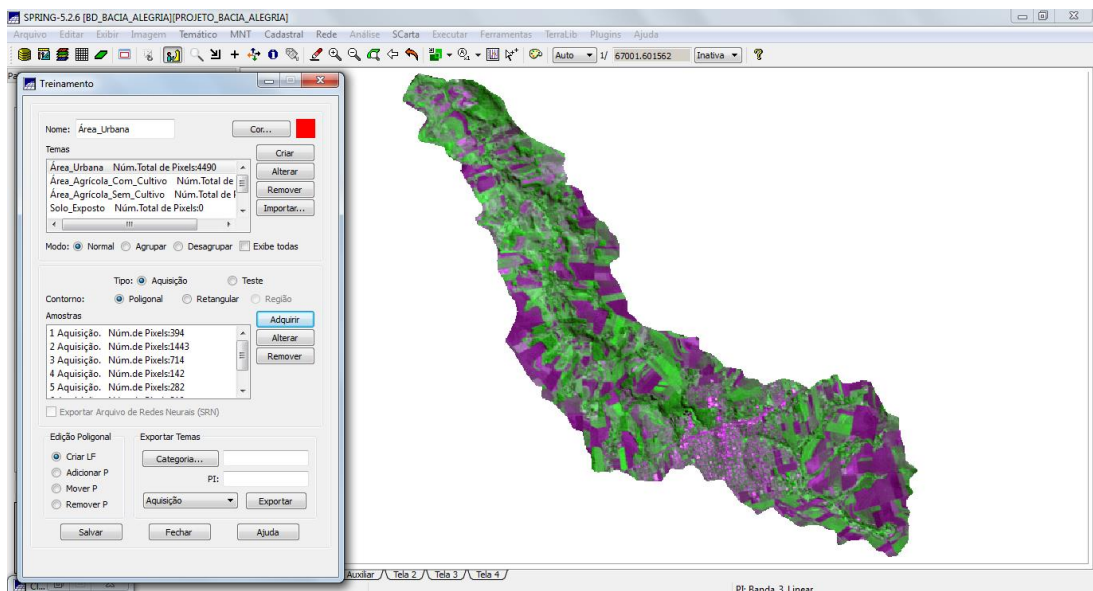 SPRING-5.2.6 [BD_BACIA_ALEGRIA][PROJETO_BACIA_ALEGRIA]
Arquivo Editar Exibir Imagem Temático MNT Cadastral Rede Análise SCarta Executar Ferramentas TerraLib Plugins Ajuda
Auto 1/ 67001.601562 Inativa
Pa
Treinamento
Nome: Área_Urbana Cor...
Temas
Criar
Área_Urbana Núm.Total de Pixels:4490
Alterar
Área_Agrícola_Com_Cultivo Núm.Total de
Área_Agrícola_Sem_Cultivo Núm.Total de
Remover
Solo_Exposto Núm.Total de Pixels:0
Importar...
Modo: Normal Agrupar Desagrupar Exibe todas
Tipo: Aquisição Teste
Contorno: Poligonal Retangular Região
Amostras
Adquirir
1 Aquisição. Núm.de Pixels:394
2 Aquisição. Núm.de Pixels:1443
Alterar
3 Aquisição. Núm.de Pixels:714
Remover
4 Aquisição. Núm.de Pixels:142
5 Aquisição. Núm.de Pixels:282
Exportar Arquivo de Redes Neurais (SRN)
Edição Poligonal Exportar Temas
Criar LF
Categoria...
Adicionar P
PI:
Mover P
Remover P
Aquisição Exportar
Salvar Fechar Ajuda
Auxiliar Tela 2 Tela 3 Tela 4
PI: Banda_3_Linear